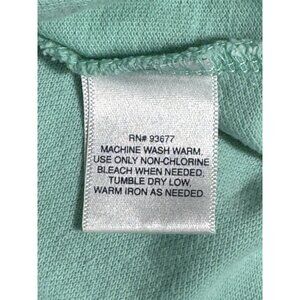 RN# 93677
MACHINE WASH WARM.
USE ONLY NON-CHLORINE
BLEACH WHEN NEEDED.
TUMBLE DRY LOW,
WARM IRON AS NEEDED.